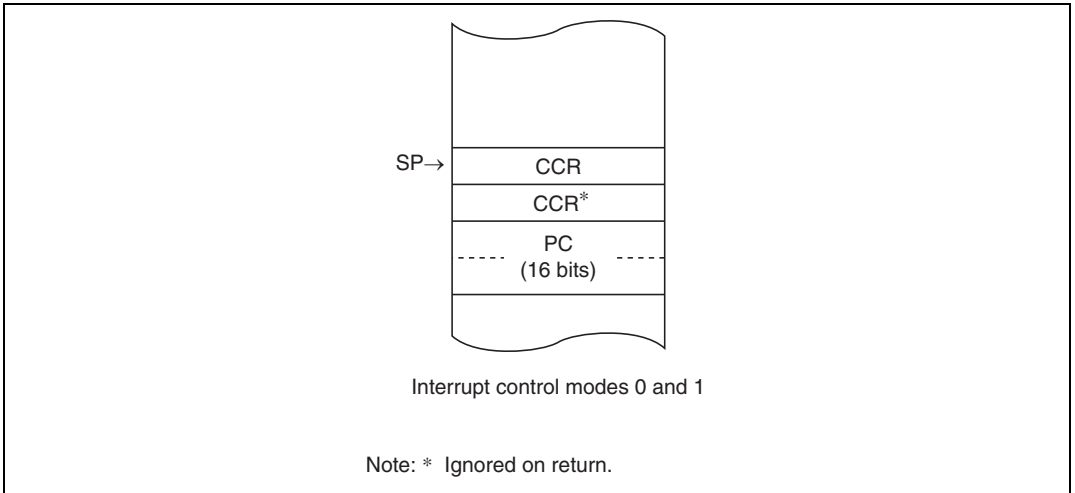 SP→
CCR
CCR*
PC
(16 bits)
Interrupt control modes 0 and 1
Note: * Ignored on return.